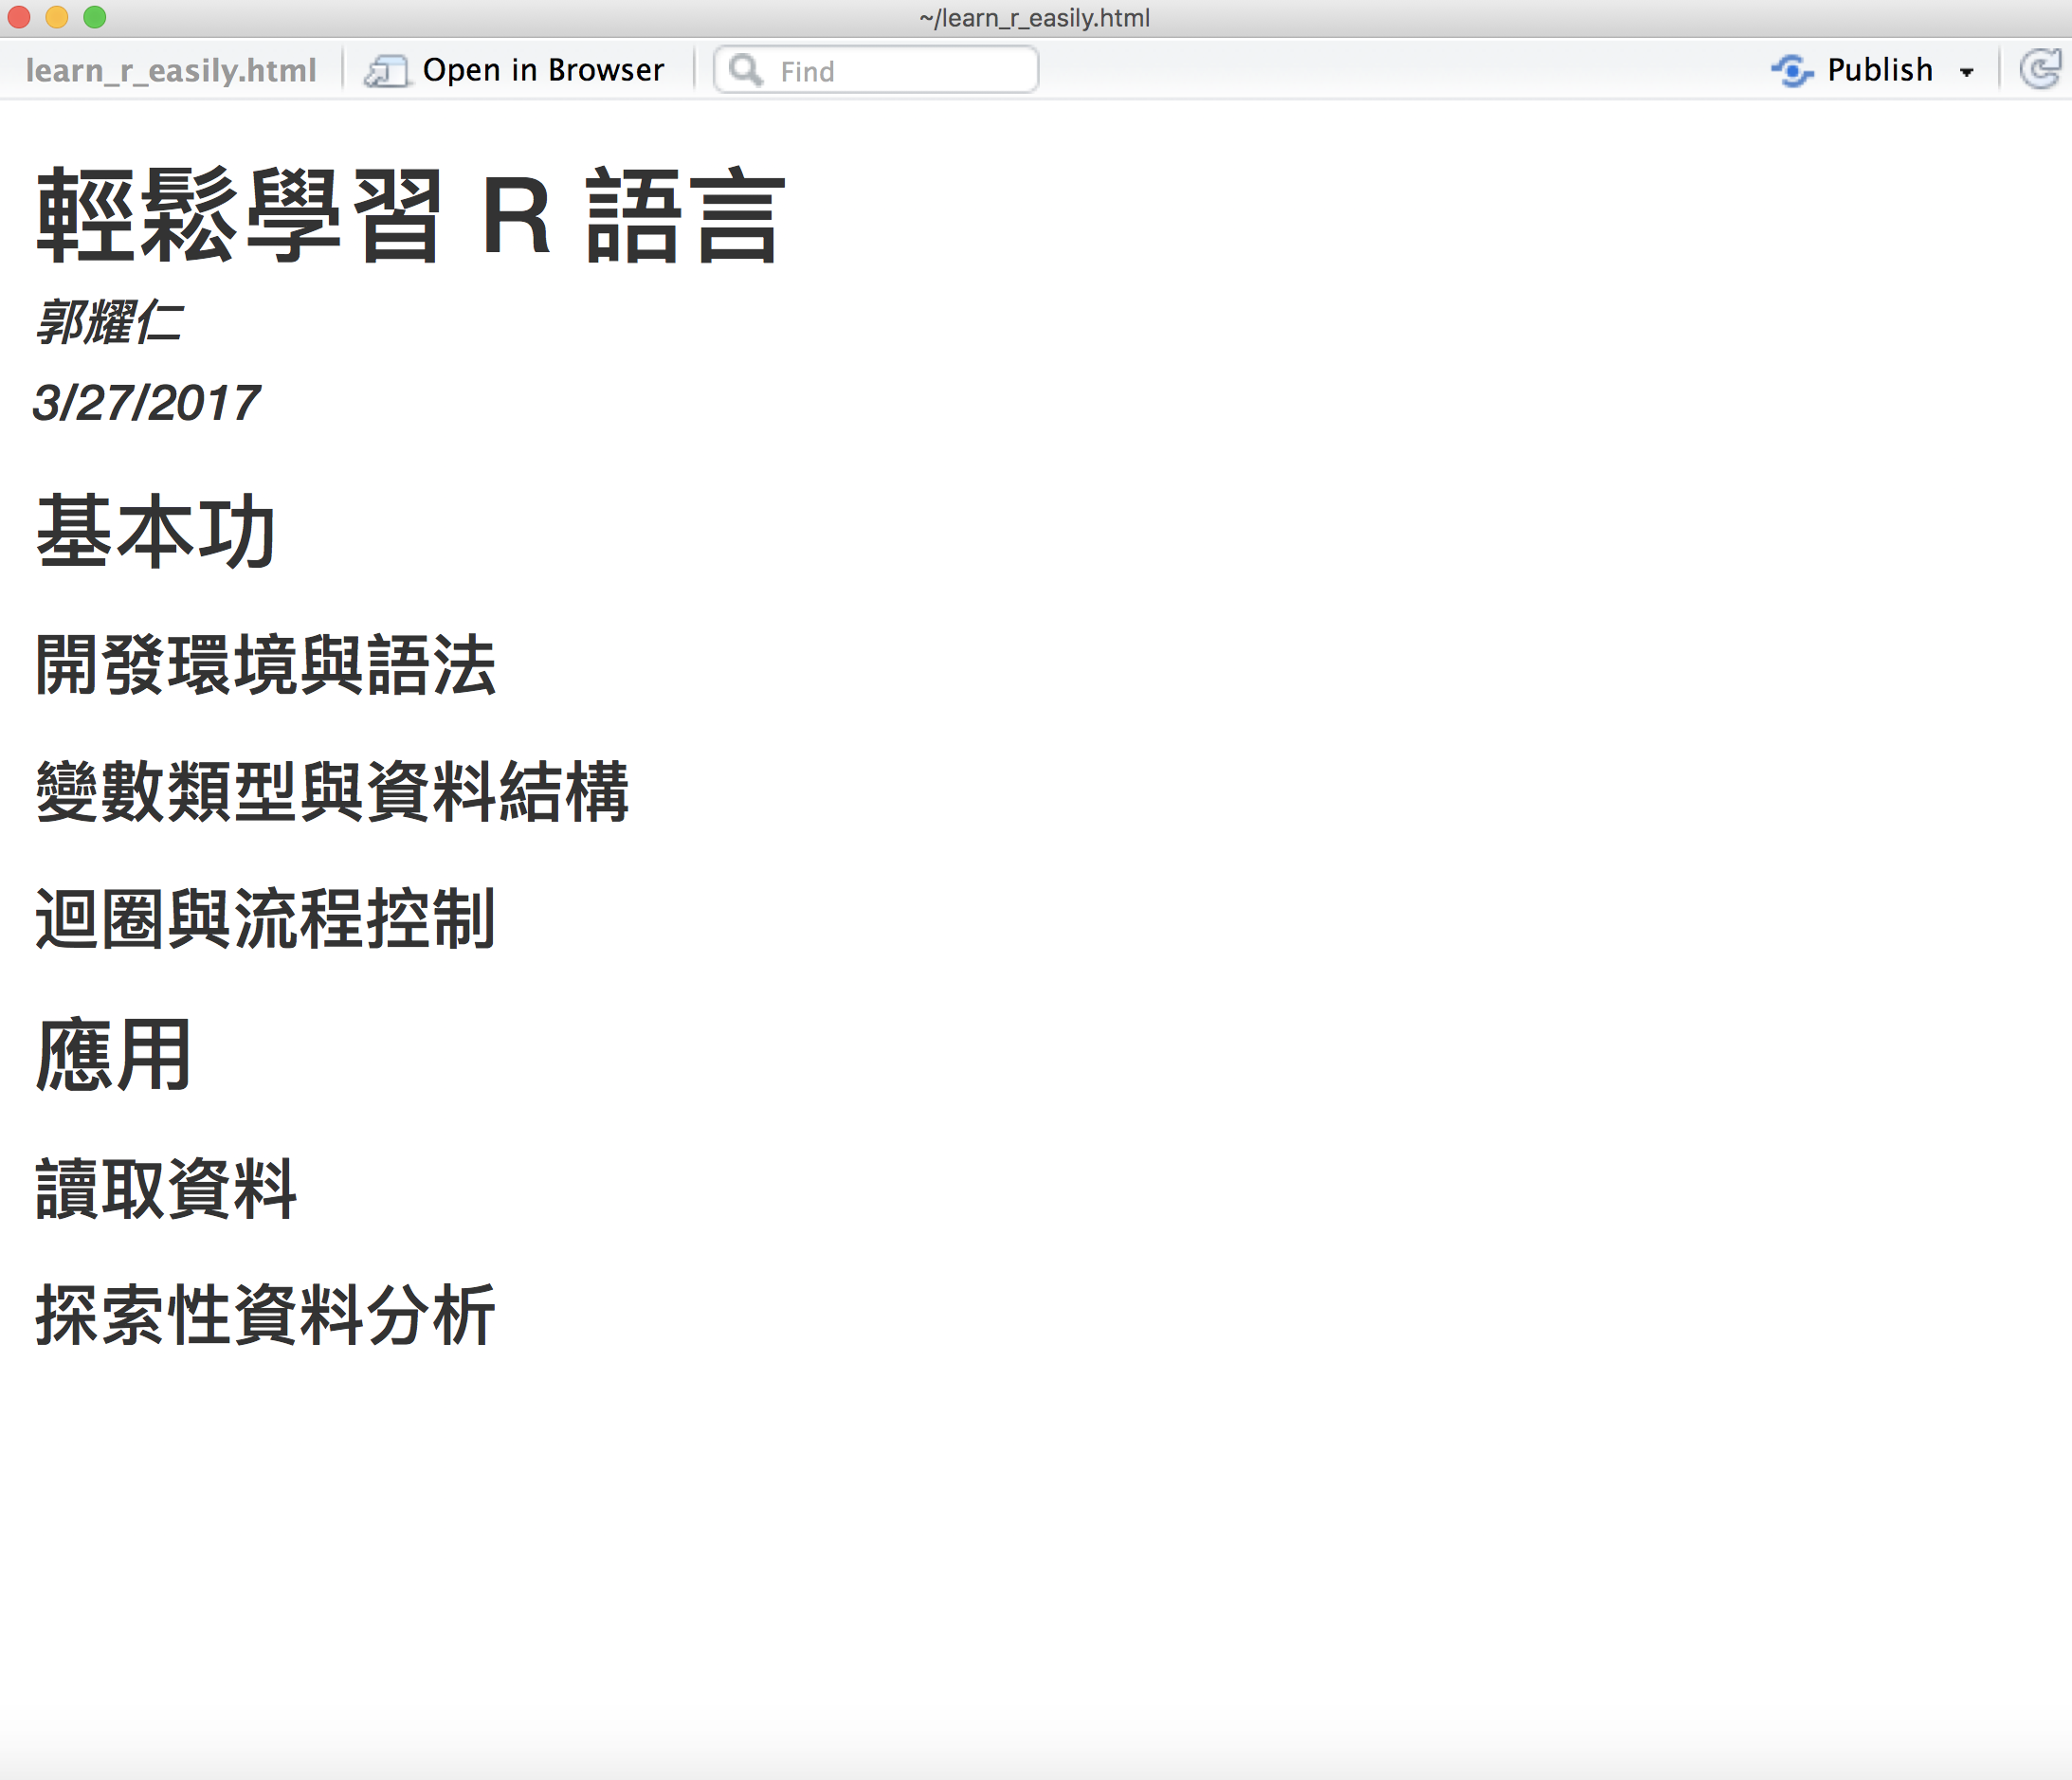 ~/learn_r_easily.html
learn_r_easily.html Open in Browser Find Publish
輕鬆學習 R 語言
郭耀仁
3/27/2017
基本功
開發環境與語法
變數類型與資料結構
迴圈與流程控制
應用
讀取資料
探索性資料分析